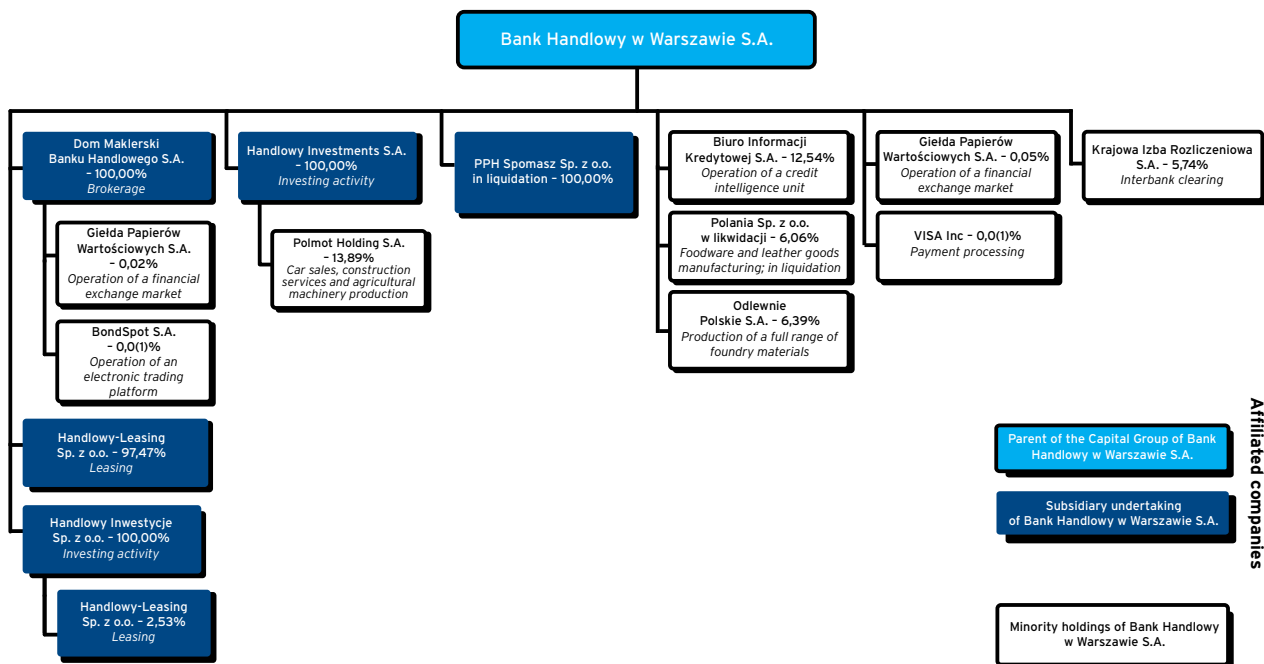 Bank Handlowy w Warszawie S.A.
Dom Maklerski
Banku Handlowego S.A.
– 100,00%
Brokerage
Giełda Papierów
Wartościowych S.A.
– 0,02%
Operation of a financial
exchange market
BondSpot S.A.
– 0,0(1)%
Operation of an
electronic trading
platform
Handlowy-Leasing
Sp. z o.o. – 97,47%
Leasing
Handlowy Inwestycje
Sp. z o.o. – 100,00%
Investing activity
Handlowy-Leasing
Sp. z o.o. – 2,53%
Leasing
Handlowy Investments S.A.
– 100,00%
Investing activity
Polmot Holding S.A.
– 13,89%
Car sales, construction
services and agricultural
machinery production
PPH Spomasz Sp. z o.o.
in liquidation – 100,00%
Biuro Informacji
Kredytowej S.A. – 12,54%
Operation of a credit
intelligence unit
Polania Sp. z o.o.
w likwidacji – 6,06%
Foodware and leather goods
manufacturing; in liquidation
Odlewnie
Polskie S.A. – 6,39%
Production of a full range of
foundry materials
Giełda Papierów
Wartościowych S.A. – 0,05%
Operation of a financial
exchange market
VISA Inc – 0,0(1)%
Payment processing
Krajowa Izba Rozliczeniowa
S.A. – 5,74%
Interbank clearing
Parent of the Capital Group of Bank
Handlowy w Warszawie S.A.
Subsidiary undertaking
of Bank Handlowy w Warszawie S.A.
Minority holdings of Bank Handlowy
w Warszawie S.A.
Affiliated companies